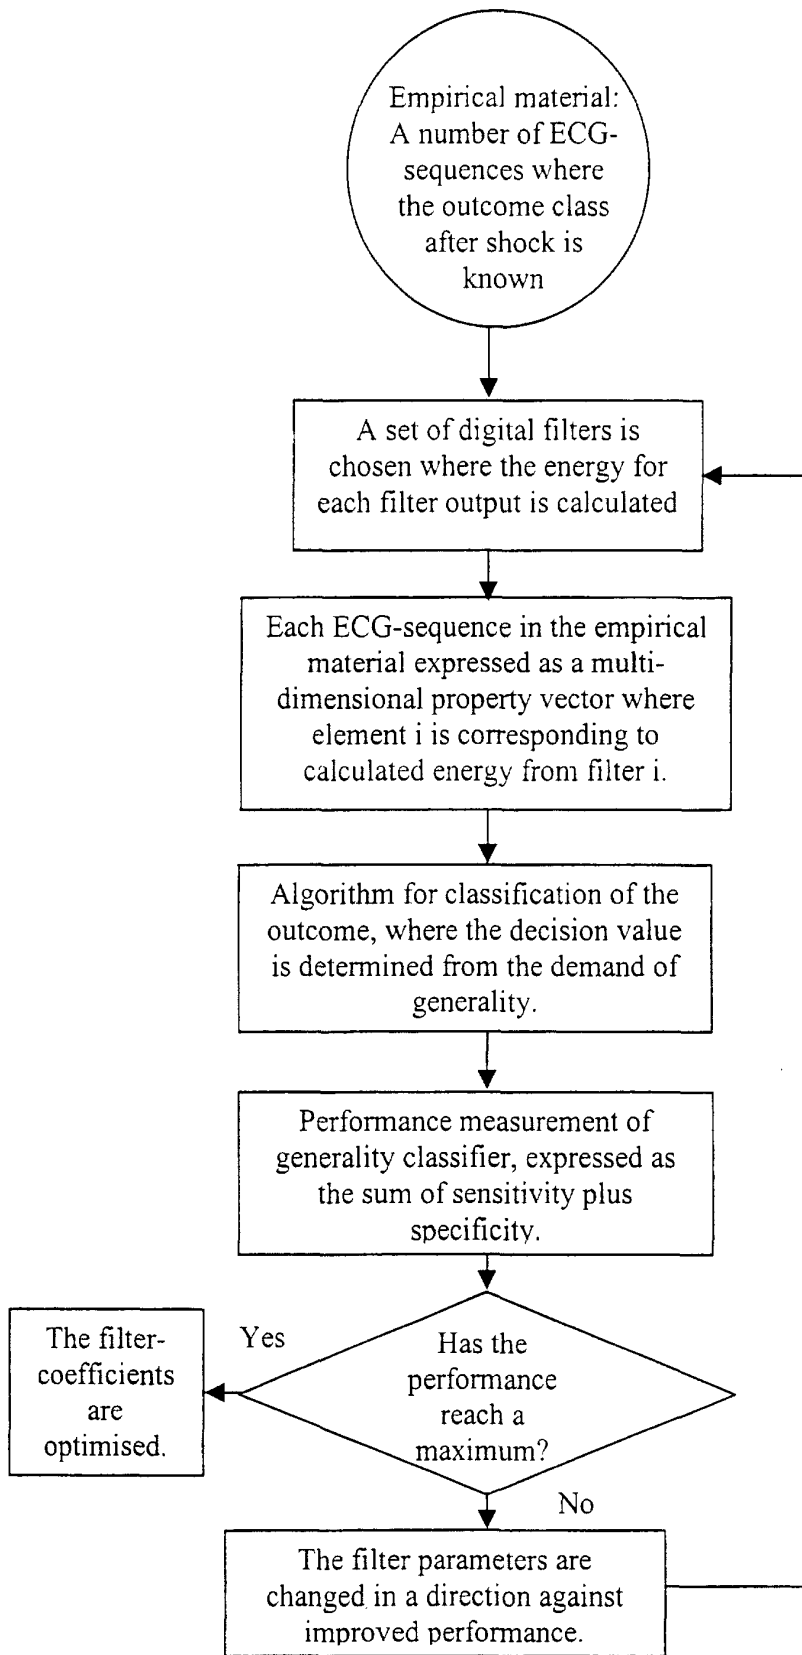 Empirical material:
A number of ECG-
sequences where
the outcome class
after shock is
known
A set of digital filters is
chosen where the energy for
each filter output is calculated
Each ECG-sequence in the empirical
material expressed as a multi-
dimensional property vector where
element i is corresponding to
calculated energy from filter i.
Algorithm for classification of the
outcome, where the decision value
is determined from the demand of
generality.
Performance measurement of
generality classifier, expressed as
the sum of sensitivity plus
specificity.
Has the
performance
reach a
maximum?
Yes
The filter-
coefficients
are
optimised.
No
The filter parameters are
changed in a direction against
improved performance.